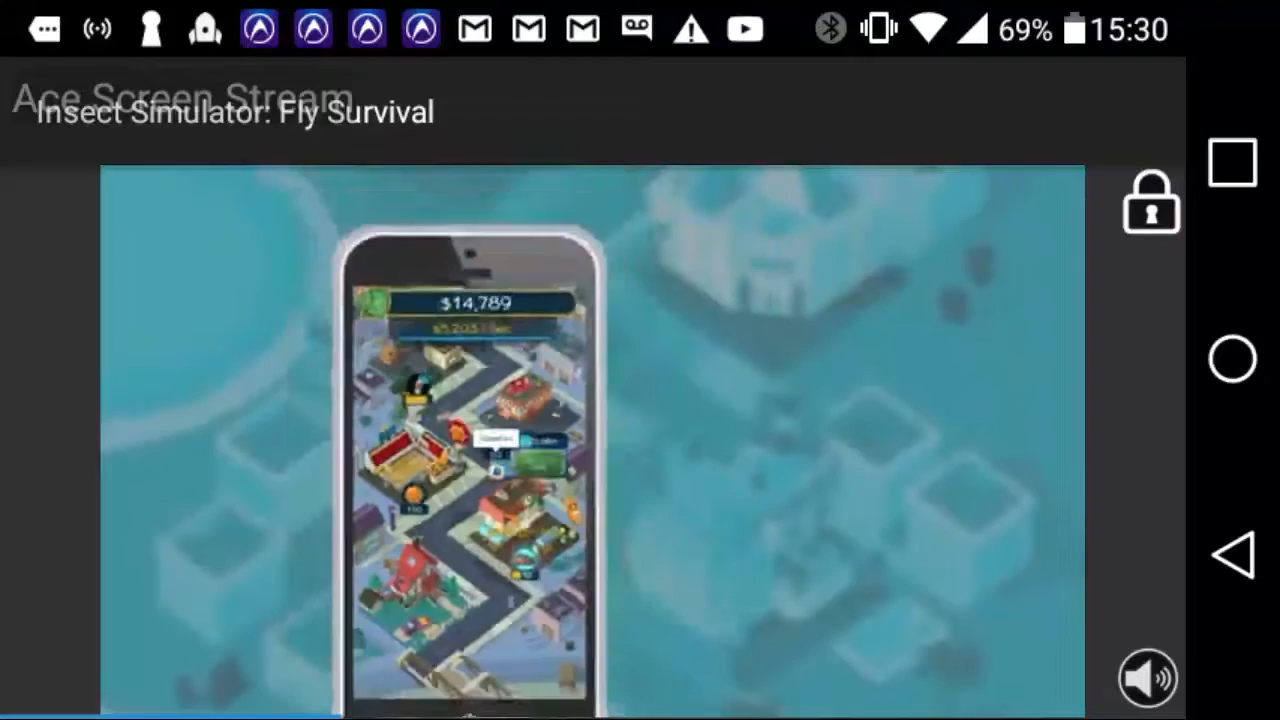 69% 15:30
Ace Screen Stream
Insect Simulator: Fly Survival
$14,789